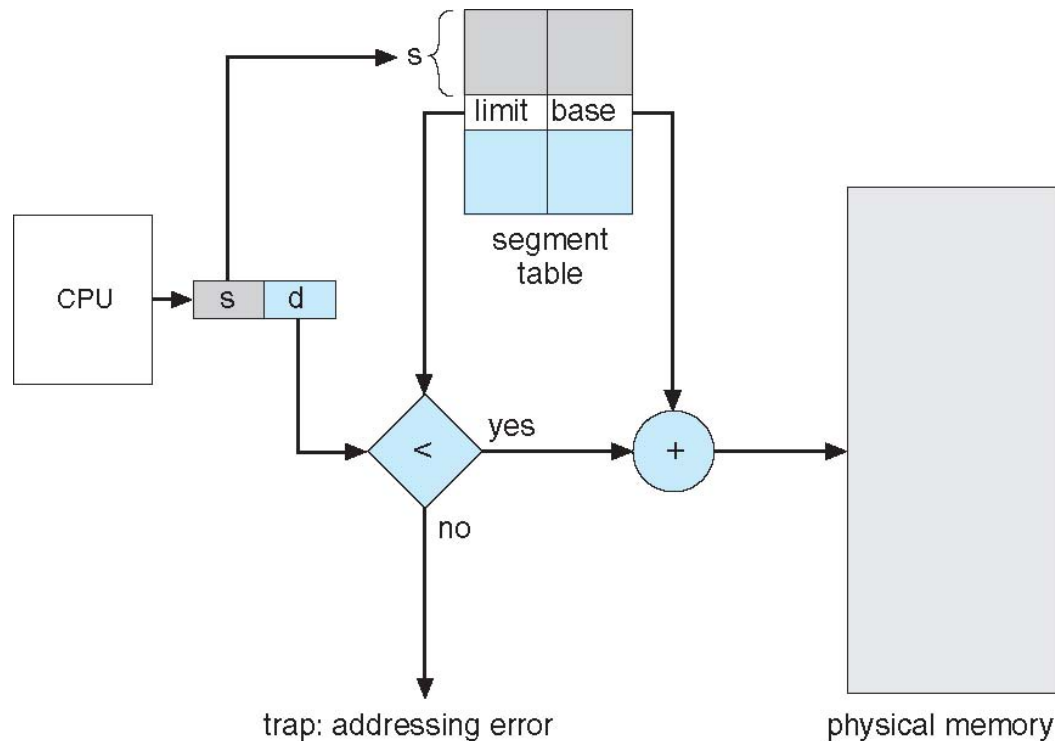 s
limit base
segment
table
CPU
s d
<
yes
+
no
trap: addressing error
physical memory